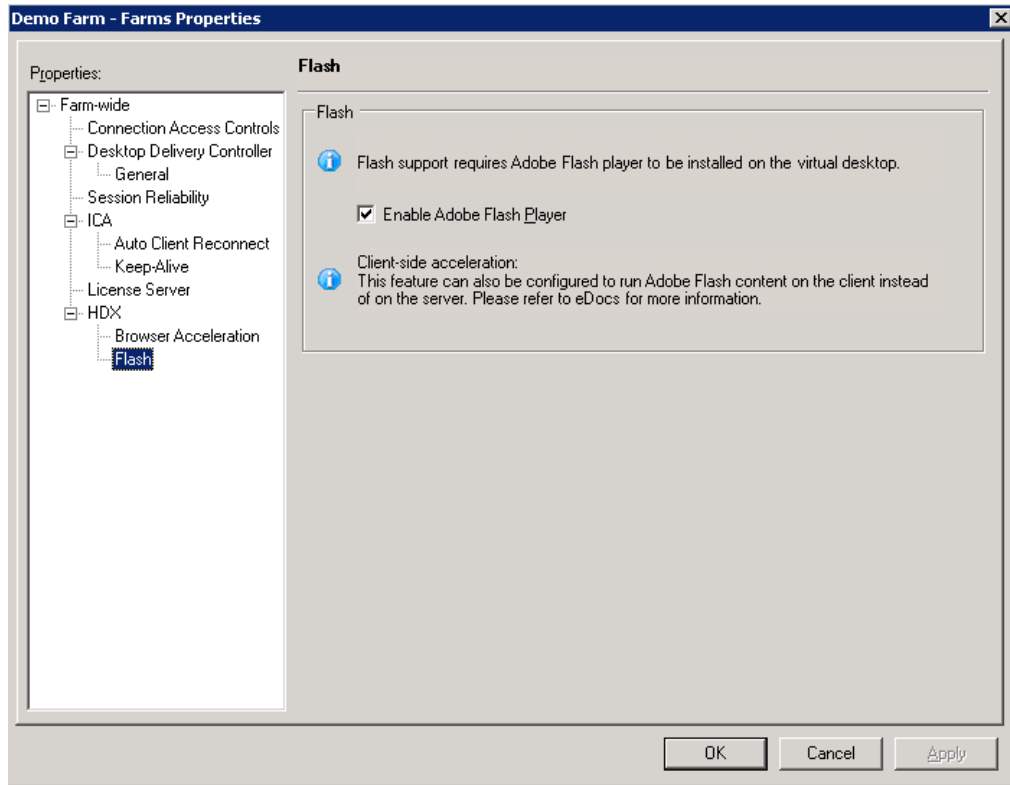 Demo Farm - Farms Properties
Properties:
Farm-wide
Connection Access Controls
Desktop Delivery Controller
General
Session Reliability
ICA
Auto Client Reconnect
Keep-Alive
License Server
HDX
Browser Acceleration
Flash
Flash
Flash
Flash support requires Adobe Flash player to be installed on the virtual desktop.
Enable Adobe Flash Player
Client-side acceleration:
This feature can also be configured to run Adobe Flash content on the client instead
of on the server. Please refer to eDocs for more information.
OK
Cancel
Apply